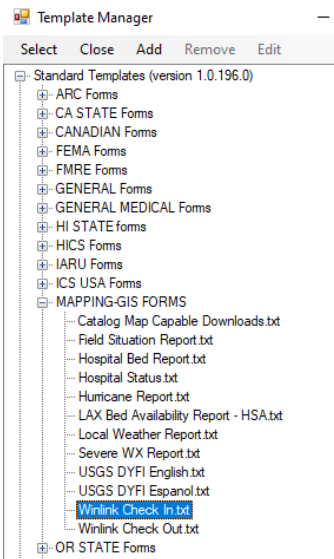 Template Manager
Select Close Add Remove Edit
Standard Templates (version 1.0.196.0)
ARC Forms
CA STATE Forms
CANADIAN Forms
FEMA Forms
FMRE Forms
GENERAL Forms
GENERAL MEDICAL Forms
HI STATE forms
HICS Forms
IARU Forms
ICS USA Forms
MAPPING-GIS FORMS
Catalog Map Capable Downloads.txt
Field Situation Report.txt
Hospital Bed Report.txt
Hospital Status.txt
Hurricane Report.txt
LAX Bed Availability Report - HSA.txt
Local Weather Report.txt
Severe WX Report.txt
USGS DYFI English.txt
USGS DYFI Espanol.txt
Winlink Check In.txt
Winlink Check Out.txt
OR STATE Forms